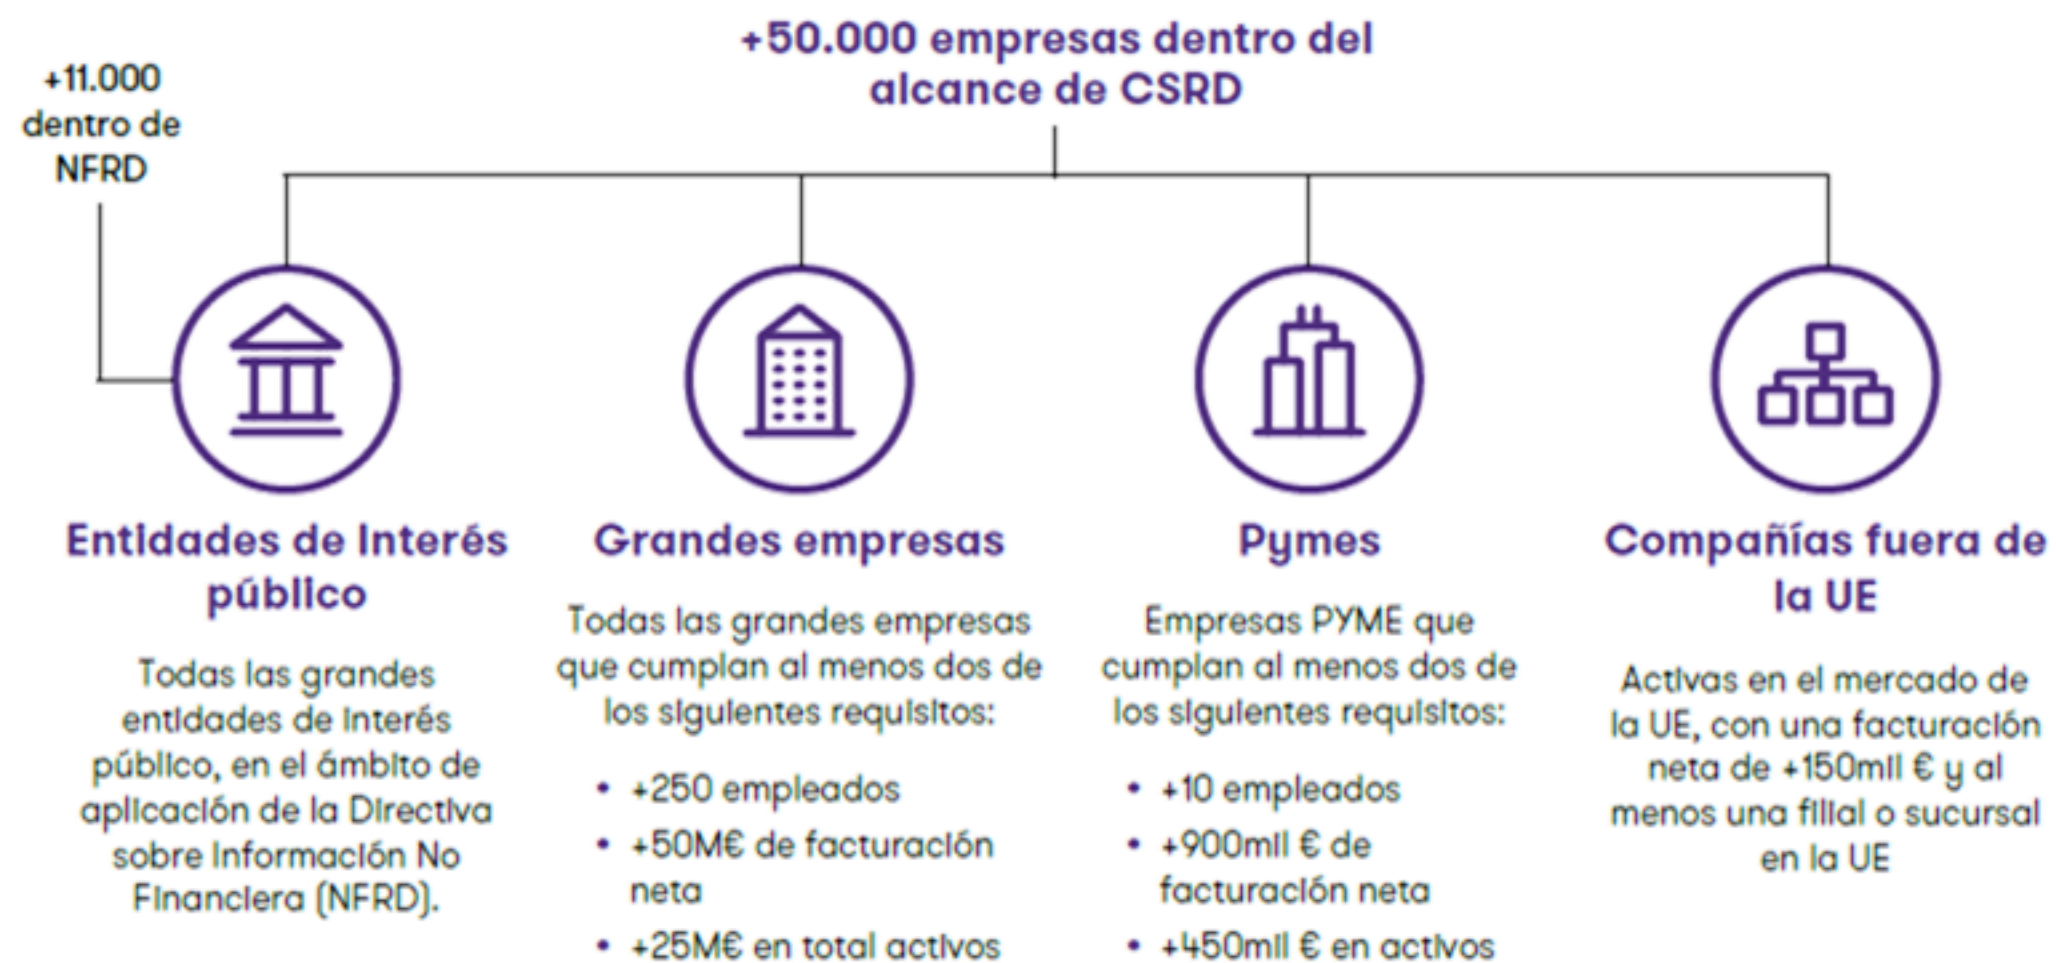 +50.000 empresas dentro del
alcance de CSRD
+11.000
dentro de
NFRD
Entidades de Interés
público
Todas las grandes
entidades de interés
público, en el ámbito de
aplicación de la Directiva
sobre Información No
Financiera (NFRD).
Grandes empresas
Todas las grandes empresas
que cumplan al menos dos de
los siguientes requisitos:
• +250 empleados
• +50M€ de facturación
neta
• +25M€ en total activos
Pymes
Empresas PYME que
cumplan al menos dos de
los siguientes requisitos:
• +10 empleados
• +900mil € de
facturación neta
• +450mil € en activos
Compañías fuera de
la UE
Activas en el mercado de
la UE, con una facturación
neta de +150mil € y al
menos una filial o sucursal
en la UE